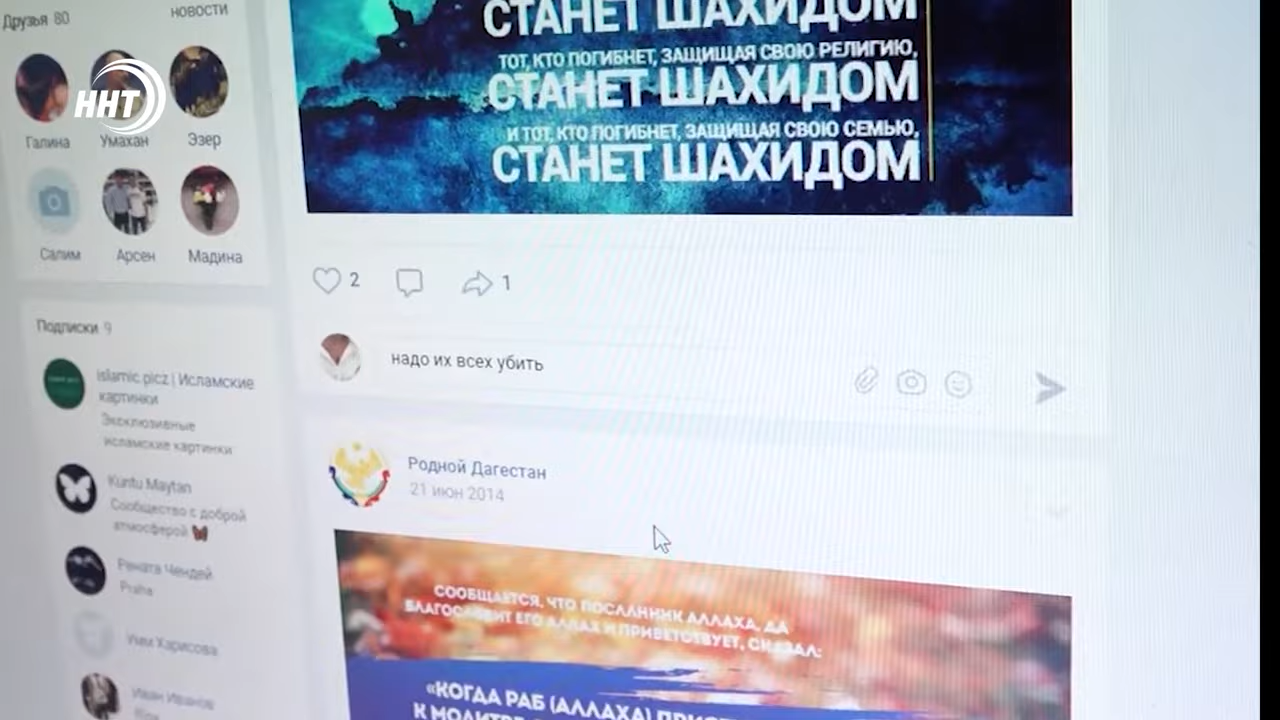 Друзья 80
новости
ННТ
Галина
Умахан
Эзер
Салим
Арсен
Мадина
Подписки 9
islamic.picz | Исламские
картинки
Эксклюзивные
исламские картинки
Kuntu Maytan
Сообщество с доброй
атмосферой
Рената Чендей
Praha
Умм Харисова
Иван Иванов
СТАНЕТ ШАХИДОМ
ТОТ, КТО ПОГИБНЕТ, ЗАЩИЩАЯ СВОЮ РЕЛИГИЮ,
СТАНЕТ ШАХИДОМ
И ТОТ, КТО ПОГИБНЕТ, ЗАЩИЩАЯ СВОЮ СЕМЬЮ,
СТАНЕТ ШАХИДОМ
2
1
надо их всех убить
Родной Дагестан
21 июн 2014
СООБЩАЕТСЯ, ЧТО ПОСЛАННИК АЛЛАХА, ДА
БЛАГОСЛОВИТ ЕГО АЛЛАХ И ПРИВЕТСТВУЕТ, СКАЗАЛ:
«КОГДА РАБ (АЛЛАХА)
К МОЛИТВЕ